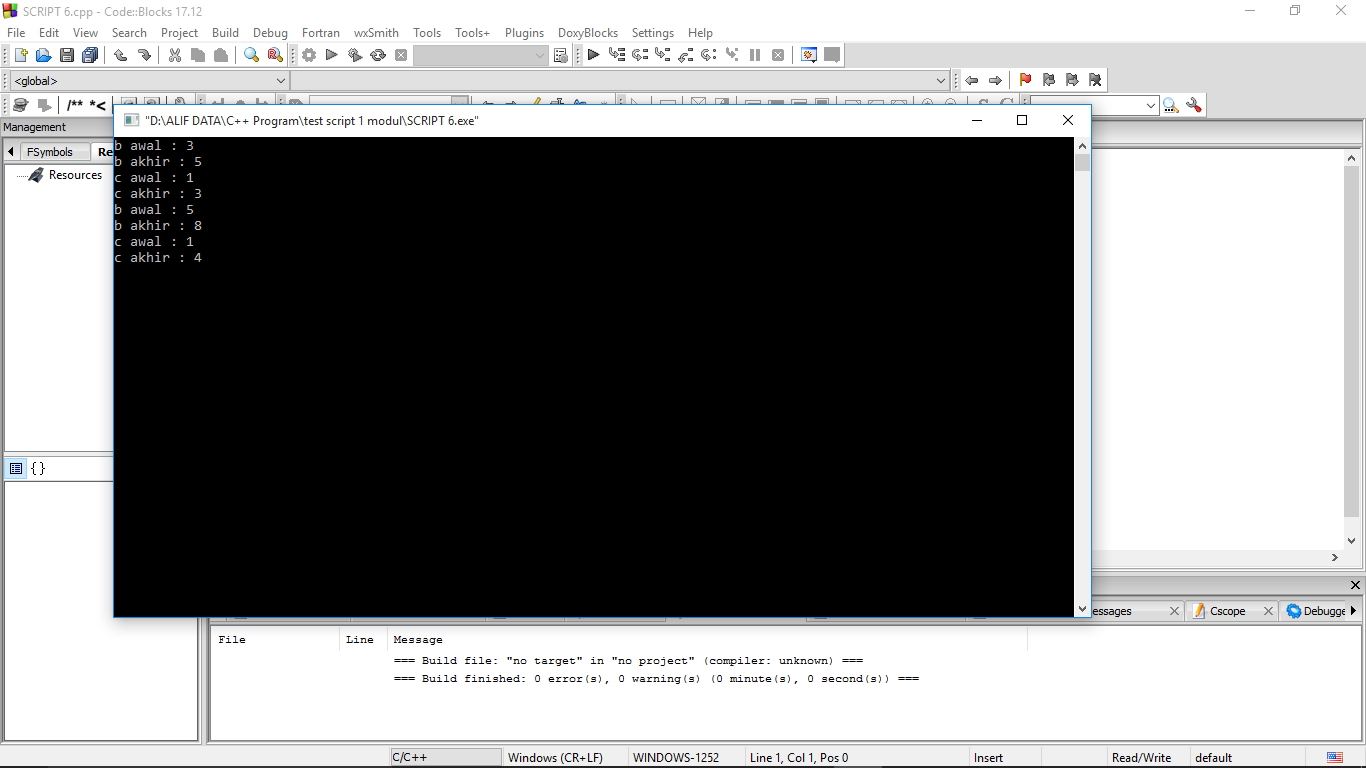 SCRIPT 6.cpp - Code::Blocks 17.12
File Edit View Search Project Build Debug Fortran wxSmith Tools Tools+ Plugins DoxyBlocks Settings Help
<global>
/** *<
Management
"D:\ALIF DATA\C++ Program\test script 1 modul\SCRIPT 6.exe"
FSymbols Re
Resources
b awal : 3
b akhir : 5
c awal : 1
c akhir : 3
b awal : 5
b akhir : 8
c awal : 1
c akhir : 4
{}
essages Cscope Debugge
File Line Message
=== Build file: "no target" in "no project" (compiler: unknown) ===
=== Build finished: 0 error(s), 0 warning(s) (0 minute(s), 0 second(s)) ===
C/C++ Windows (CR+LF) WINDOWS-1252 Line 1, Col 1, Pos 0 Insert Read/Write default